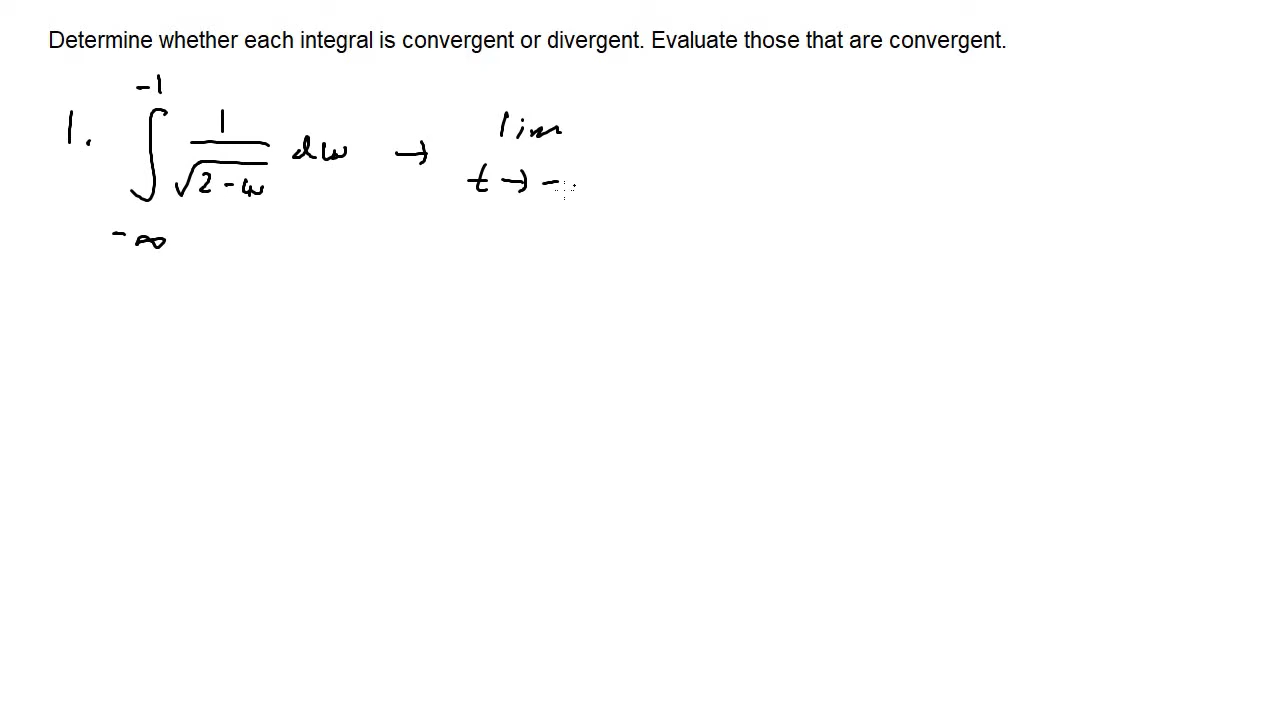 Determine whether each integral is convergent or divergent. Evaluate those that are convergent.
1. ∫_{-∞}^{-1} 1/√(2-w) dw → lim t→ -